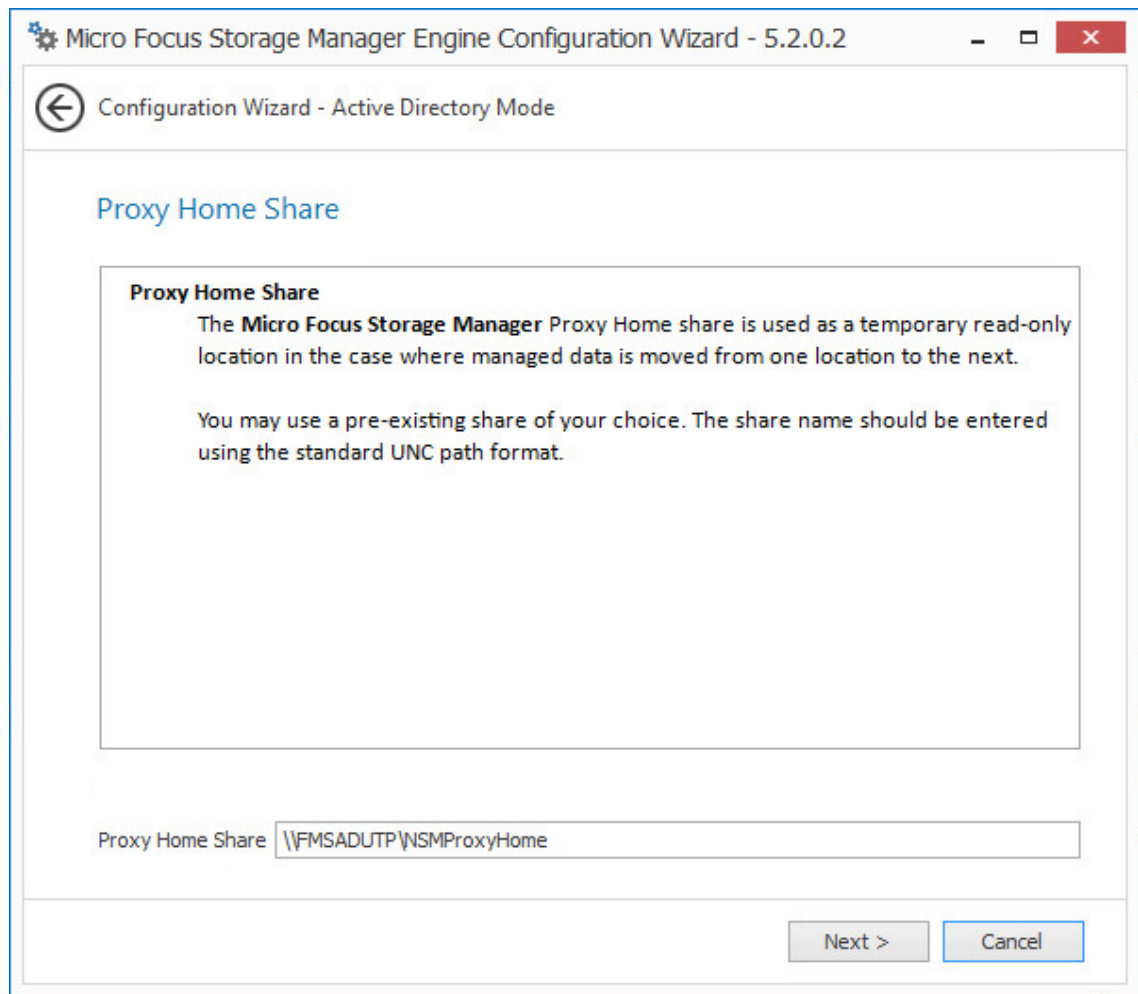 Micro Focus Storage Manager Engine Configuration Wizard - 5.2.0.2
Configuration Wizard - Active Directory Mode
Proxy Home Share
Proxy Home Share
The Micro Focus Storage Manager Proxy Home share is used as a temporary read-only
location in the case where managed data is moved from one location to the next.
You may use a pre-existing share of your choice. The share name should be entered
using the standard UNC path format.
Proxy Home Share \\FMSADUTP\NSMProxyHome
Next > Cancel